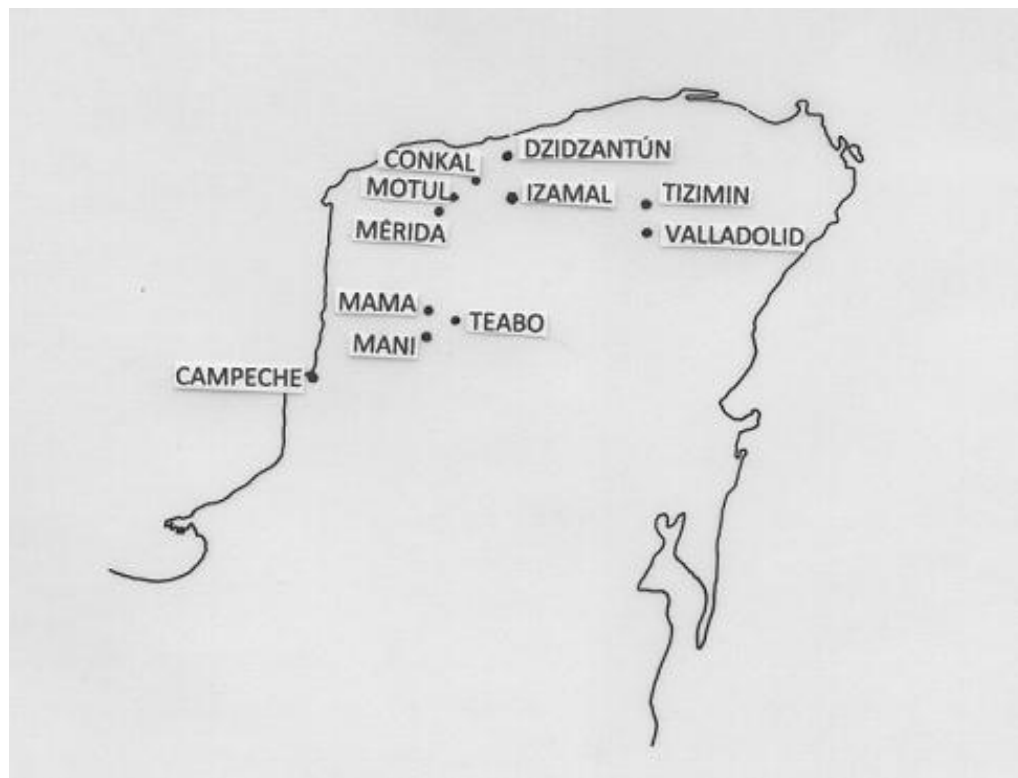 DZIDZANTÚN
CONKAL
MOTUL
IZAMAL
TIZIMIN
MÉRIDA
VALLADOLID
MAMA
TEABO
MANI
CAMPECHE